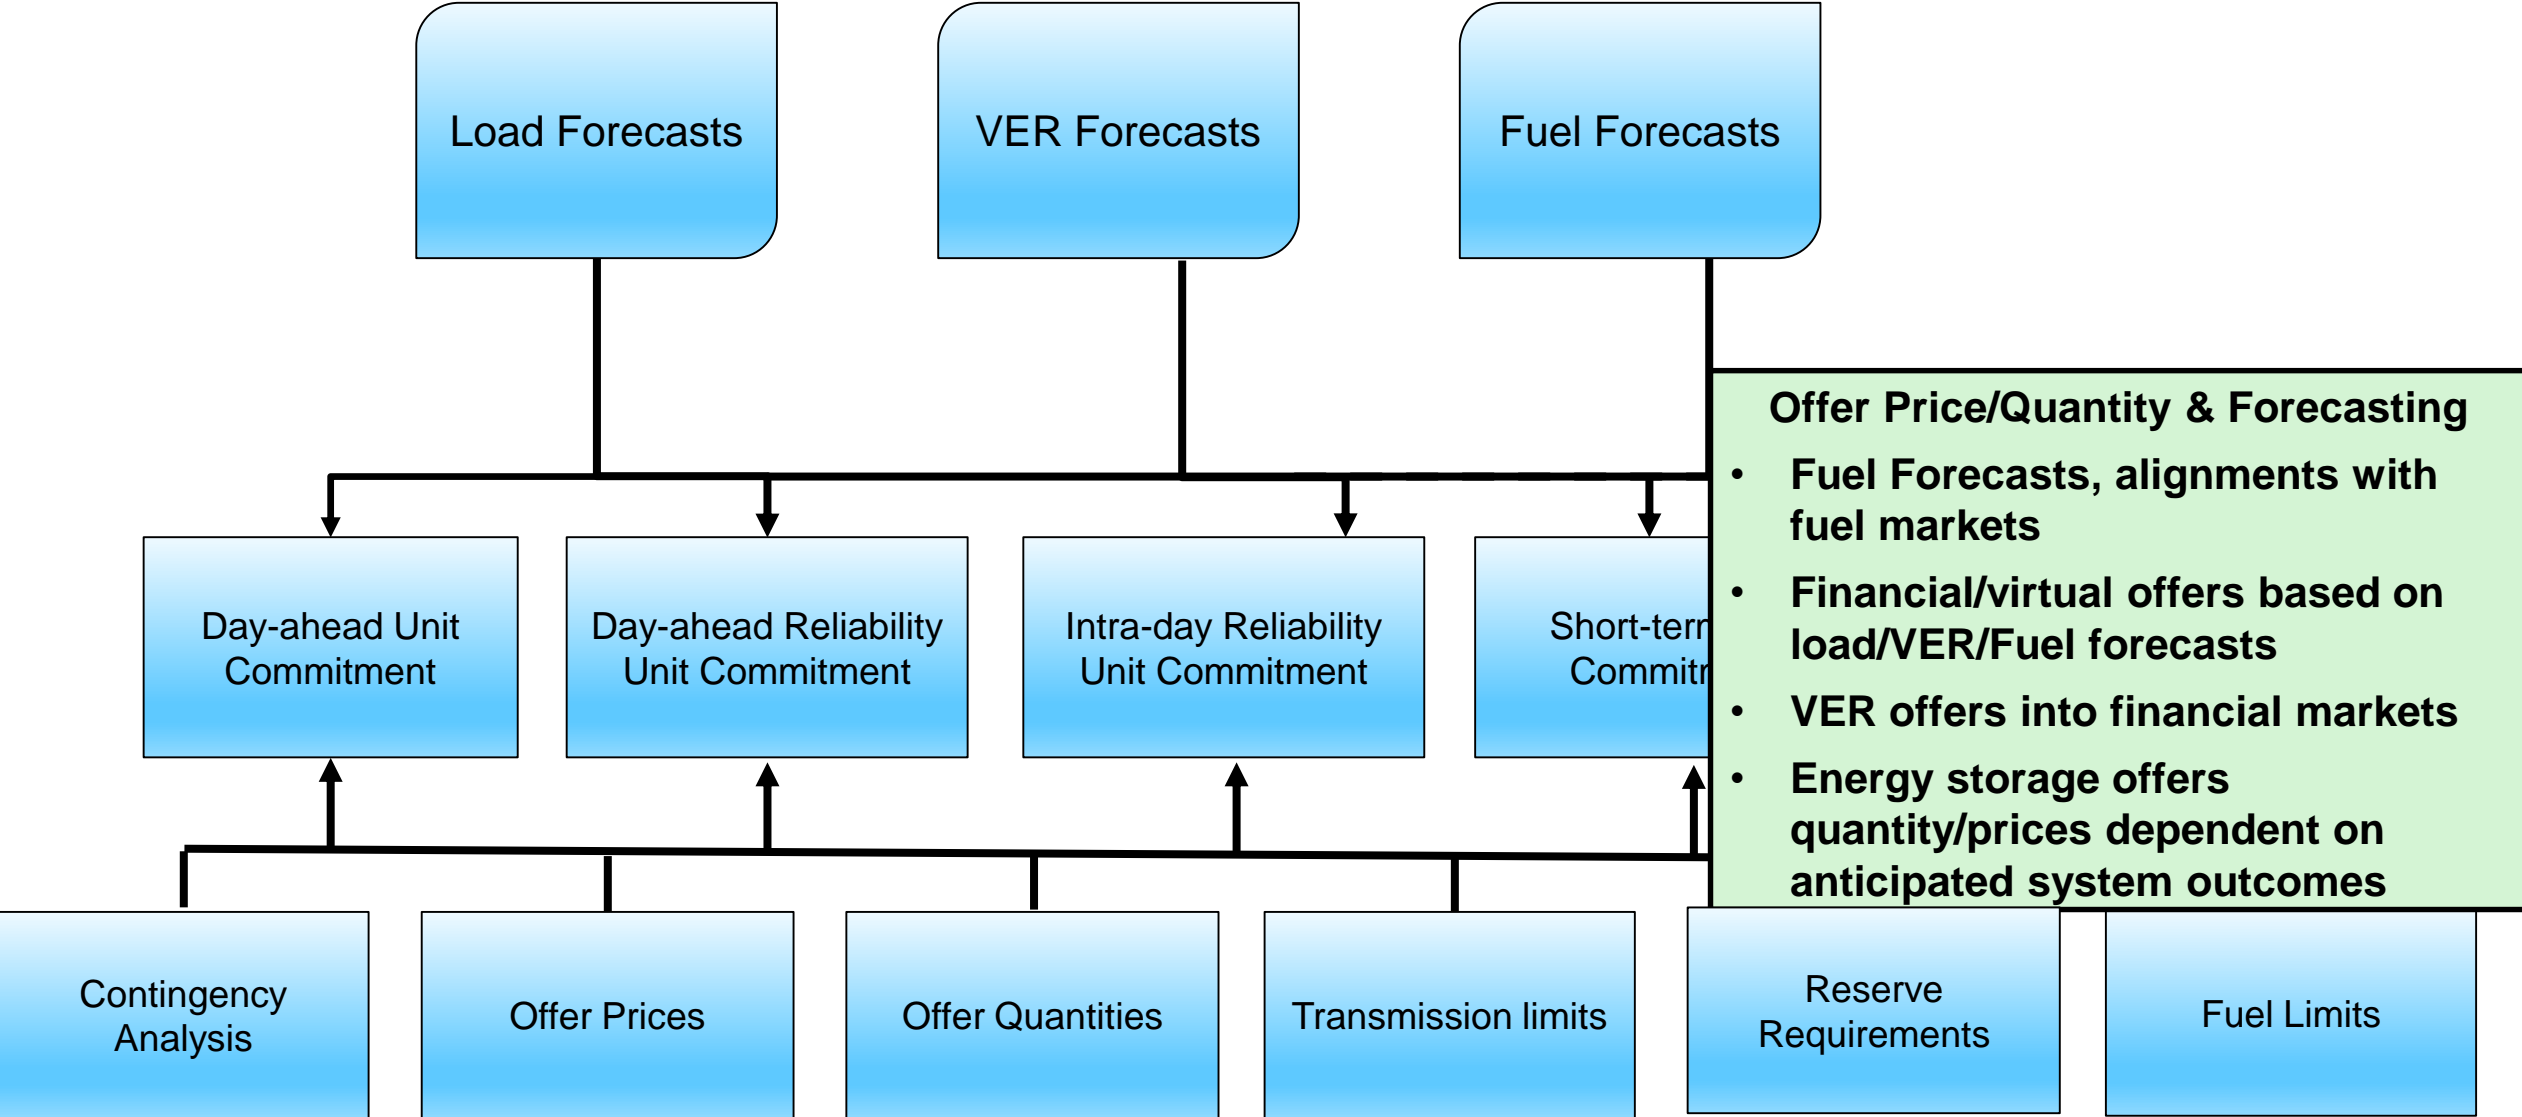 Load Forecasts
VER Forecasts
Fuel Forecasts
Offer Price/Quantity & Forecasting
• Fuel Forecasts, alignments with
fuel markets
• Financial/virtual offers based on
load/VER/Fuel forecasts
• VER offers into financial markets
• Energy storage offers
quantity/prices dependent on
anticipated system outcomes
Day-ahead Unit
Commitment
Day-ahead Reliability
Unit Commitment
Intra-day Reliability
Unit Commitment
Contingency
Analysis
Offer Prices
Offer Quantities
Transmission limits
Reserve
Requirements
Fuel Limits